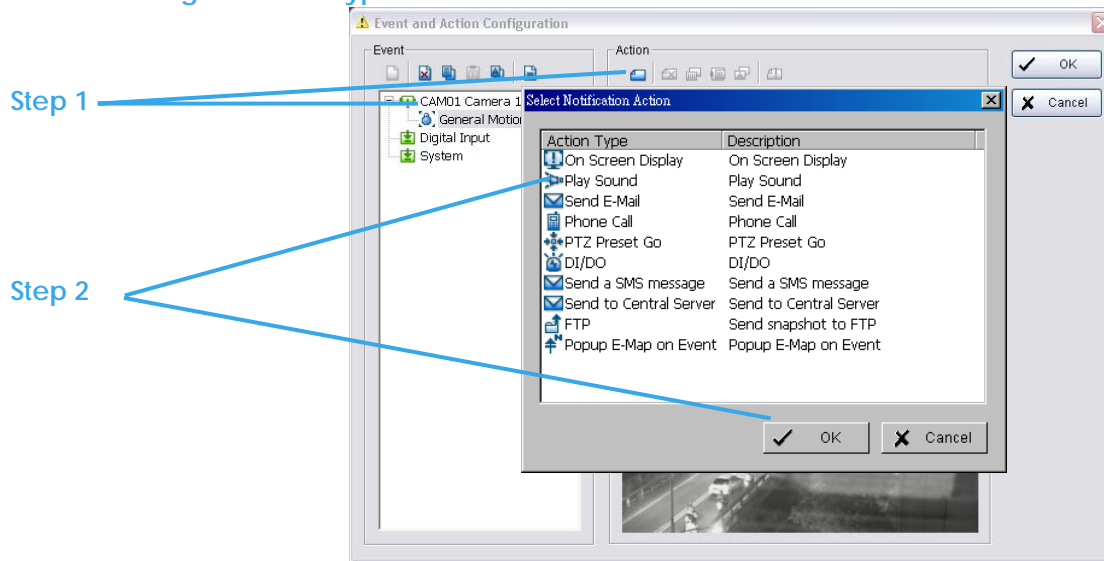 Event and Action Configuration
Event
Action
OK
Cancel
Step 1
CAM01 Camera 1
General Motio
Digital Input
System
Select Notification Action
Action Type Description
On Screen Display On Screen Display
Play Sound Play Sound
Send E-Mail Send E-Mail
Phone Call Phone Call
PTZ Preset Go PTZ Preset Go
DI/DO DI/DO
Send a SMS message Send a SMS message
Send to Central Server Send to Central Server
FTP Send snapshot to FTP
Popup E-Map on Event Popup E-Map on Event
Step 2
OK Cancel